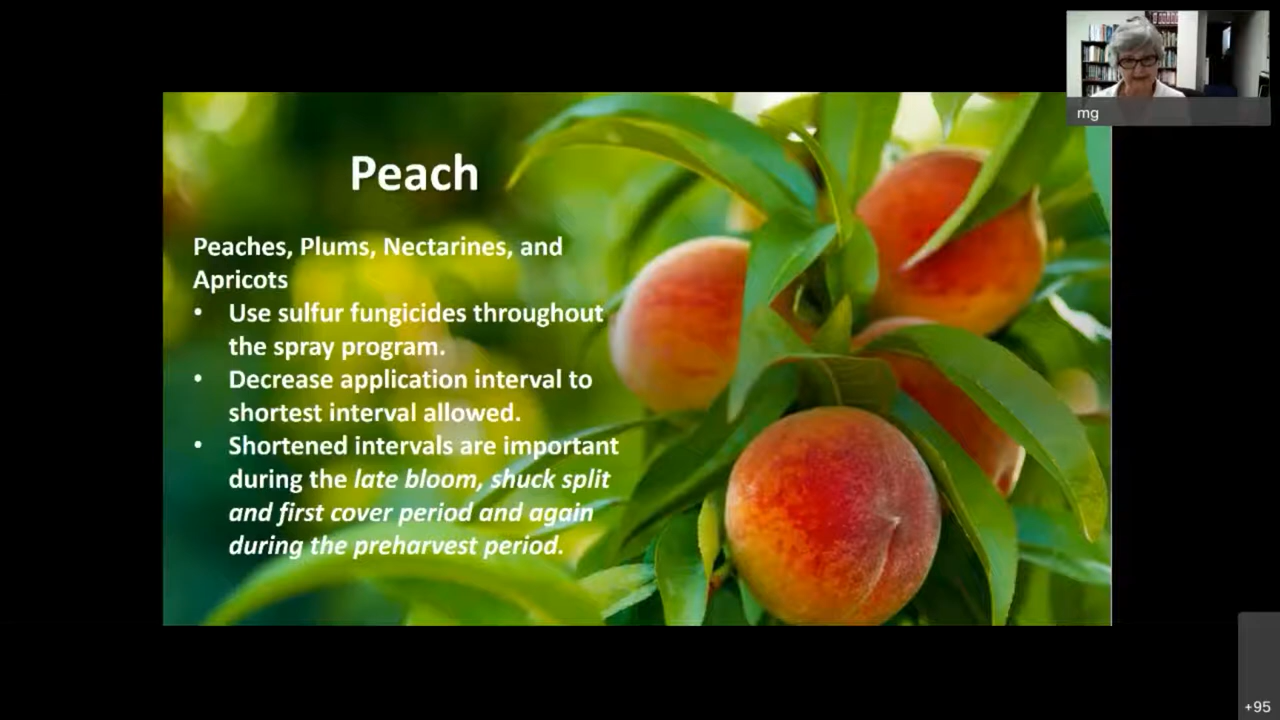 mg
Peach
Peaches, Plums, Nectarines, and
Apricots
• Use sulfur fungicides throughout
the spray program.
• Decrease application interval to
shortest interval allowed.
• Shortened intervals are important
during the late bloom, shuck split
and first cover period and again
during the preharvest period.
+95